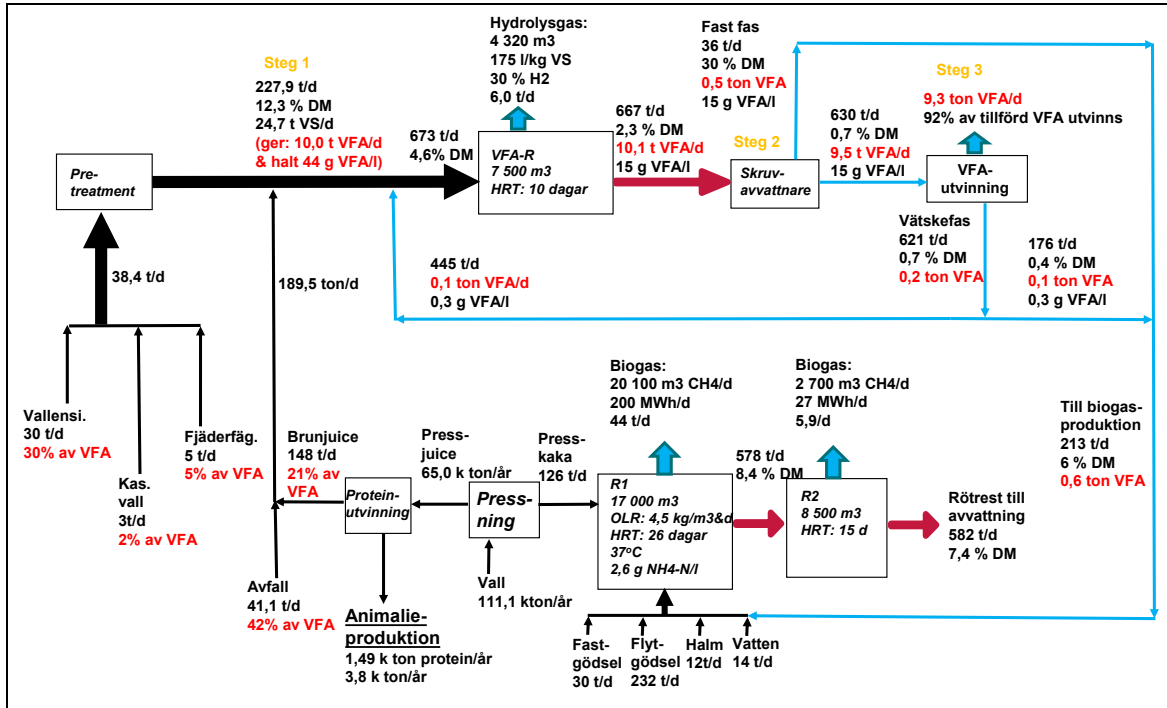 Steg 1
227,9 t/d
12,3 % DM
24,7 t VS/d
(ger: 10,0 t VFA/d
& halt 44 g VFA/l)
Hydrolysgas:
4 320 m3
175 l/kg VS
30 % H2
6,0 t/d
Fast fas
36 t/d
30% DM
0,5 ton VFA
15 g VFA/l
Steg 3
9,3 ton VFA/d
92% av tillförd VFA utvinns
Pre-
treatment
673 t/d
4,6% DM
VFA-R
7 500 m3
HRT: 10 dagar
667 t/d
2,3 % DM
10,1 t VFA/d
15 g VFA/l
Steg 2
Skruv-
avvattnare
630 t/d
0,7 % DM
9,5 t VFA/d
15 g VFA/l
VFA-
utvinning
38,4 t/d
189,5 ton/d
445 t/d
0,1 ton VFA/d
0,3 g VFA/l
Vätskefas
621 t/d
0,7 % DM
0,2 ton VFA
176 t/d
0,4 % DM
0,1 ton VFA
0,3 g VFA/l
Vallensi.
30 t/d
30% av VFA
Kas.
vall
3t/d
2% av VFA
Fjäderfäg.
5 t/d
5% av VFA
Brunjuice
148 t/d
21% av
VFA
Protein-
utvinning
Press-
juice
65,0 k ton/år
Press-
ning
Press-
kaka
126 t/d
Biogas:
20 100 m3 CH4/d
200 MWh/d
44 t/d
R1
17 000 m3
OLR: 4,5 kg/m3&d
HRT: 26 dagar
37oC
2,6 g NH4-N/l
578 t/d
8,4 % DM
Biogas:
2 700 m3 CH4/d
27 MWh/d
5,9/d
R2
8 500 m3
HRT: 15 d
Till biogas-
produktion
213 t/d
6 % DM
0,6 ton VFA
Rötrest till
avvattning
582 t/d
7,4 % DM
Avfall
41,1 t/d
42% av VFA
Animalie-
produktion
1,49 k ton protein/år
3,8 k ton/år
Vall
111,1 kton/år
Fast-
gödsel
30 t/d
Flyt-
gödsel
232 t/d
Halm
12t/d
Vatten
14 t/d